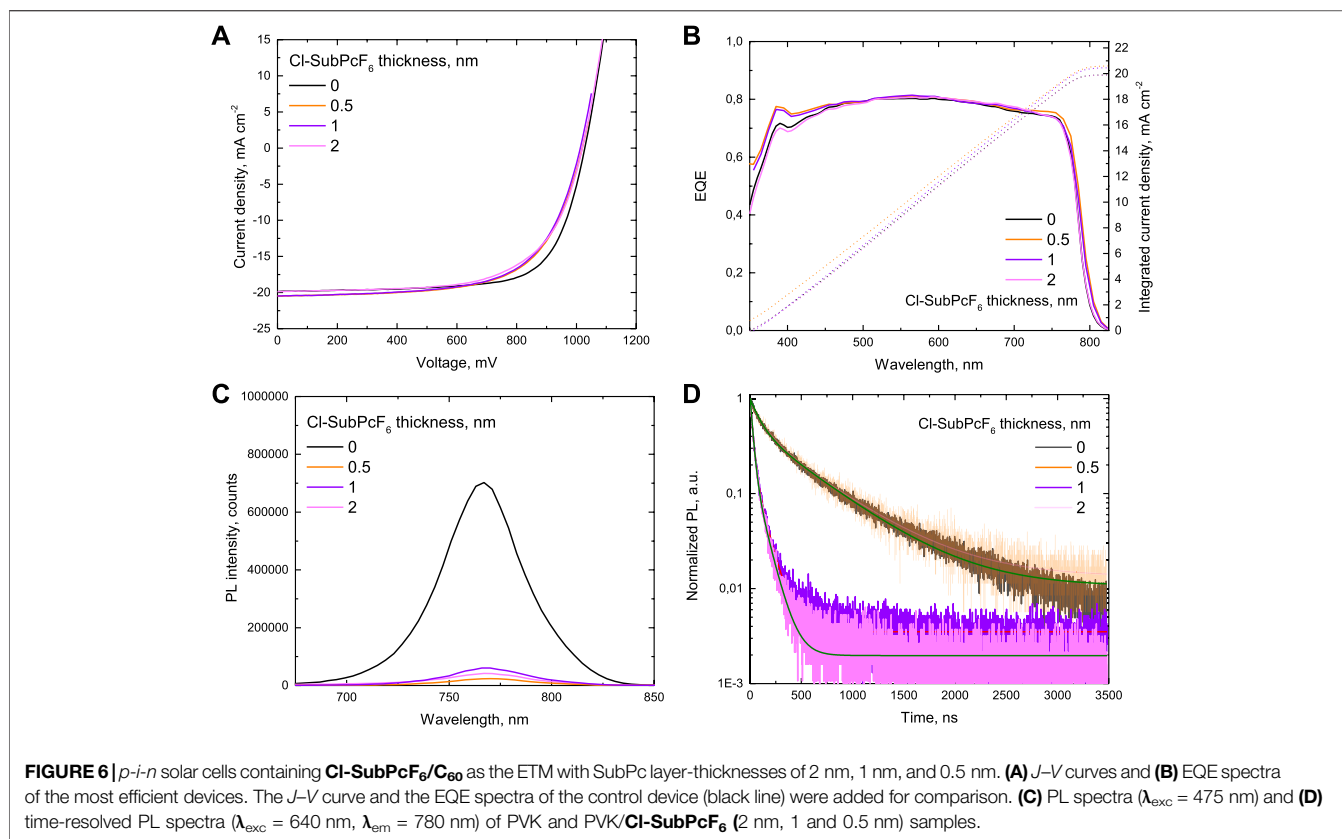 A
Cl-SubPcF6 thickness, nm
0
0.5
1
2
15
10
5
0
-5
-10
-15
-20
-25
Current density, mA cm-2
0 200 400 600 800 1000 1200
Voltage, mV
B
1,0
0,8
0,6
0,4
0,2
0,0
EQE
22
20
18
16
14
12
10
8
6
4
2
0
Integrated current density, mA cm-2
0
0.5
1
2
Cl-SubPcF6 thickness, nm
400 500 600 700 800
Wavelength, nm
C
Cl-SubPcF6 thickness, nm
0
0.5
1
2
1000000
800000
600000
400000
200000
0
PL intensity, counts
700 750 800 850
Wavelength, nm
D
Cl-SubPcF6 thickness, nm
0
0.5
1
2
1
0,1
0,01
1E-3
Normalized PL, a.u.
0 500 1000 1500 2000 2500 3000 3500
Time, ns
FIGURE 6 | p-i-n solar cells containing Cl-SubPcF6/C60 as the ETM with SubPc layer-thicknesses of 2 nm, 1 nm, and 0.5 nm. (A) J–V curves and (B) EQE spectra
of the most efficient devices. The J–V curve and the EQE spectra of the control device (black line) were added for comparison. (C) PL spectra (λexc = 475 nm) and (D)
time-resolved PL spectra (λexc = 640 nm, λem = 780 nm) of PVK and PVK/Cl-SubPcF6 (2 nm, 1 and 0.5 nm) samples.